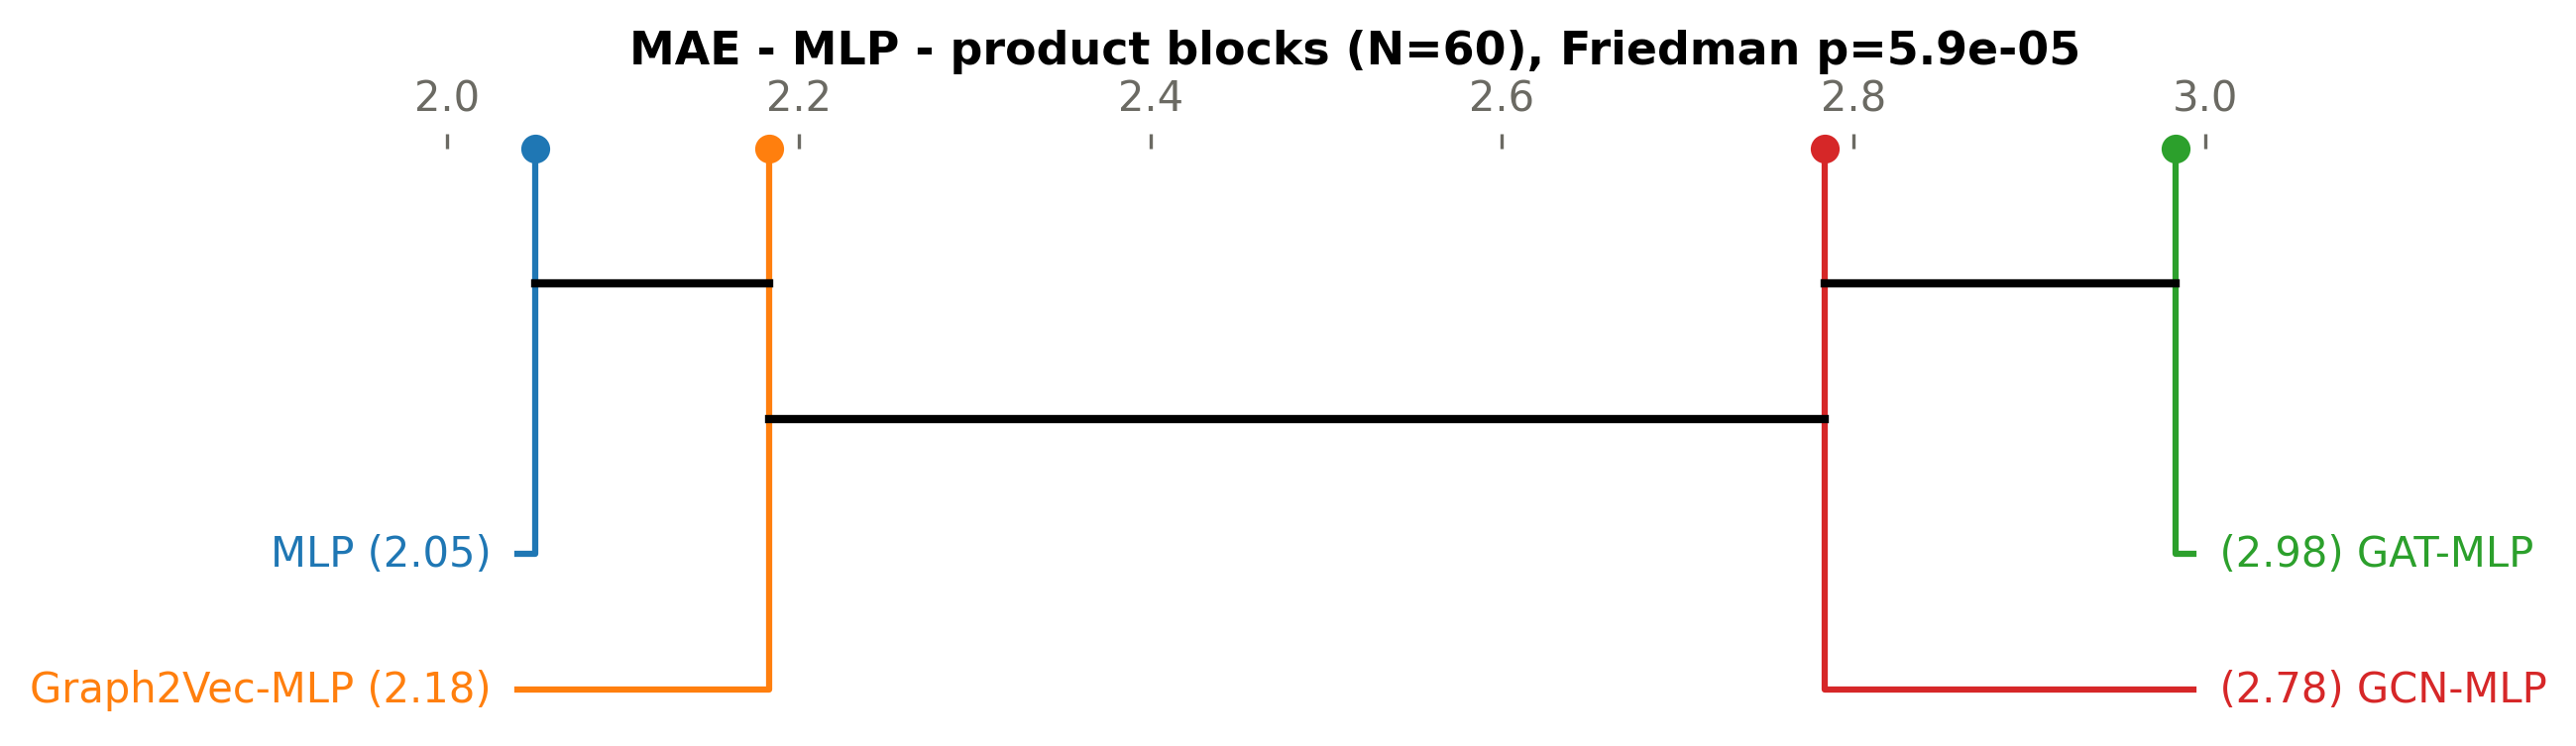 MAE - MLP - product blocks (N=60), Friedman p=5.9e-05
2.0 2.2 2.4 2.6 2.8 3.0
MLP (2.05) (2.98) GAT-MLP
Graph2Vec-MLP (2.18) (2.78) GCN-MLP